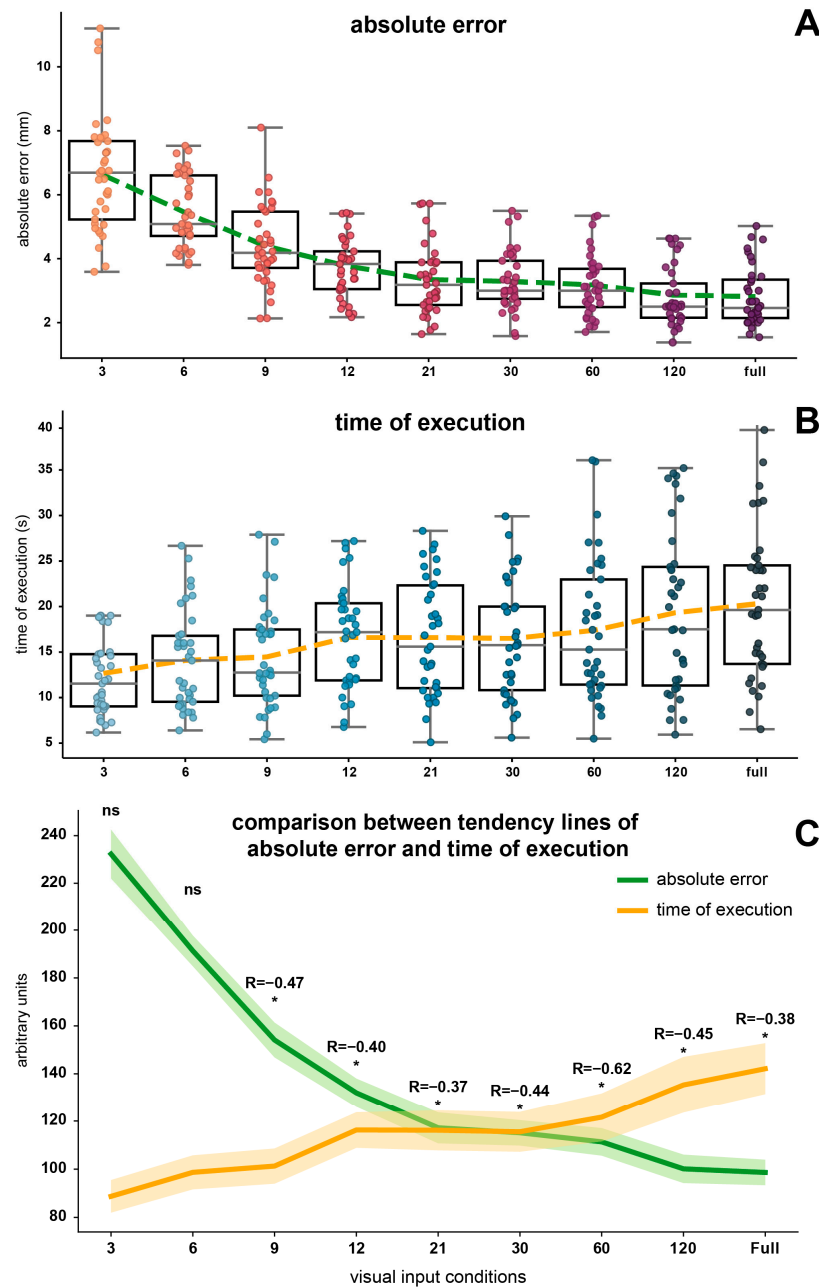 absolute error
A
absolute error (mm)
10
8
6
4
2
3 6 9 12 21 30 60 120 full
time of execution
B
time of execution (s)
40
35
30
25
20
15
10
5
3 6 9 12 21 30 60 120 full
comparison between tendency lines of
absolute error and time of execution
C
absolute error
time of execution
arbitrary units
240
220
200
180
160
140
120
100
80
ns
ns
R=−0.47
*
R=−0.40
*
R=−0.37
*
R=−0.44
*
R=−0.62
*
R=−0.45
*
R=−0.38
*
3 6 9 12 21 30 60 120 Full
visual input conditions